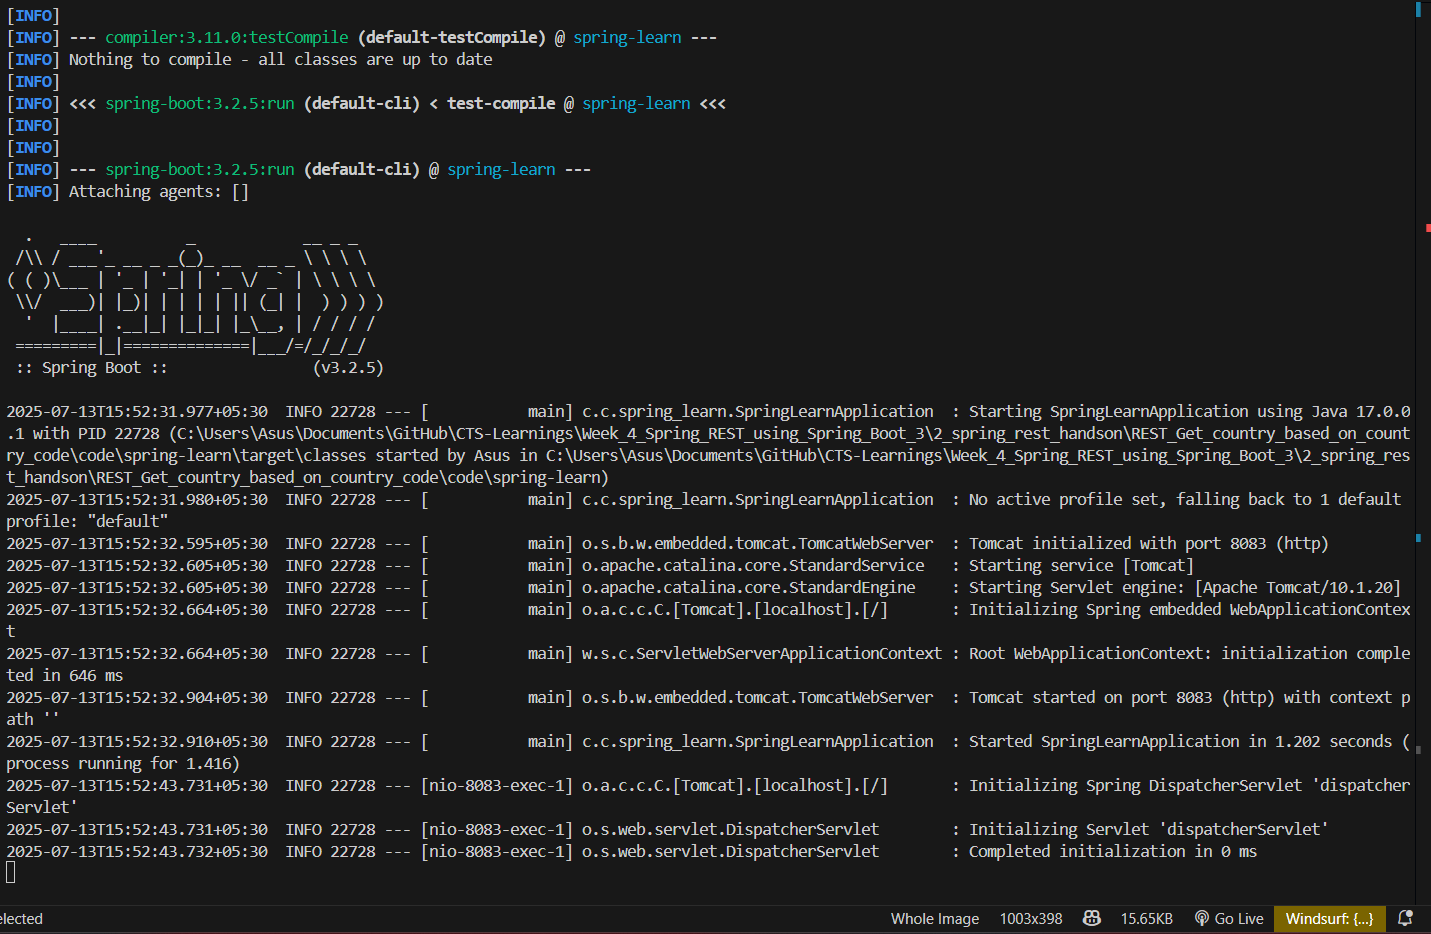 [INFO]
[INFO] --- compiler:3.11.0:testCompile (default-testCompile) @ spring-learn ---
[INFO] Nothing to compile - all classes are up to date
[INFO]
[INFO] <<< spring-boot:3.2.5:run (default-cli) < test-compile @ spring-learn <<<
[INFO]
[INFO]
[INFO] --- spring-boot:3.2.5:run (default-cli) @ spring-learn ---
[INFO] Attaching agents: []

  .   ____          _            __ _ _
 /\\ / ___'_ __ _ _(_)_ __  __ _ \ \ \ \
( ( )\___ | '_ | '_| | '_ \/ _` | \ \ \ \
 \\/  ___)| |_)| | | | | || (_| |  ) ) ) )
  '  |____| .__|_| |_|_| |_\__, | / / / /
 =========|_|==============|___/=/_/_/_/
 :: Spring Boot ::                (v3.2.5)

2025-07-13T15:52:31.977+05:30  INFO 22728 --- [           main] c.c.spring_learn.SpringLearnApplication  : Starting SpringLearnApplication using Java 17.0.0
.1 with PID 22728 (C:\Users\Asus\Documents\GitHub\CTS-Learnings\Week_4_Spring_REST_using_Spring_Boot_3\2_spring_rest_handson\REST_Get_country_based_on_count
ry_code\code\spring-learn\target\classes started by Asus in C:\Users\Asus\Documents\GitHub\CTS-Learnings\Week_4_Spring_REST_using_Spring_Boot_3\2_spring_res
t_handson\REST_Get_country_based_on_country_code\code\spring-learn)
2025-07-13T15:52:31.980+05:30  INFO 22728 --- [           main] c.c.spring_learn.SpringLearnApplication  : No active profile set, falling back to 1 default
profile: "default"
2025-07-13T15:52:32.595+05:30  INFO 22728 --- [           main] o.s.b.w.embedded.tomcat.TomcatWebServer  : Tomcat initialized with port 8083 (http)
2025-07-13T15:52:32.605+05:30  INFO 22728 --- [           main] o.apache.catalina.core.StandardService   : Starting service [Tomcat]
2025-07-13T15:52:32.605+05:30  INFO 22728 --- [           main] o.apache.catalina.core.StandardEngine    : Starting Servlet engine: [Apache Tomcat/10.1.20]
2025-07-13T15:52:32.664+05:30  INFO 22728 --- [           main] o.a.c.c.C.[Tomcat].[localhost].[/]       : Initializing Spring embedded WebApplicationContex
t
2025-07-13T15:52:32.664+05:30  INFO 22728 --- [           main] w.s.c.ServletWebServerApplicationContext : Root WebApplicationContext: initialization comple
ted in 646 ms
2025-07-13T15:52:32.904+05:30  INFO 22728 --- [           main] o.s.b.w.embedded.tomcat.TomcatWebServer  : Tomcat started on port 8083 (http) with context p
ath ''
2025-07-13T15:52:32.910+05:30  INFO 22728 --- [           main] c.c.spring_learn.SpringLearnApplication  : Started SpringLearnApplication in 1.202 seconds (
process running for 1.416)
2025-07-13T15:52:43.731+05:30  INFO 22728 --- [nio-8083-exec-1] o.a.c.c.C.[Tomcat].[localhost].[/]       : Initializing Spring DispatcherServlet 'dispatcher
Servlet'
2025-07-13T15:52:43.731+05:30  INFO 22728 --- [nio-8083-exec-1] o.s.web.servlet.DispatcherServlet        : Initializing Servlet 'dispatcherServlet'
2025-07-13T15:52:43.732+05:30  INFO 22728 --- [nio-8083-exec-1] o.s.web.servlet.DispatcherServlet        : Completed initialization in 0 ms
elected Whole Image 1003x398 15.65KB Go Live Windsurf: {...}